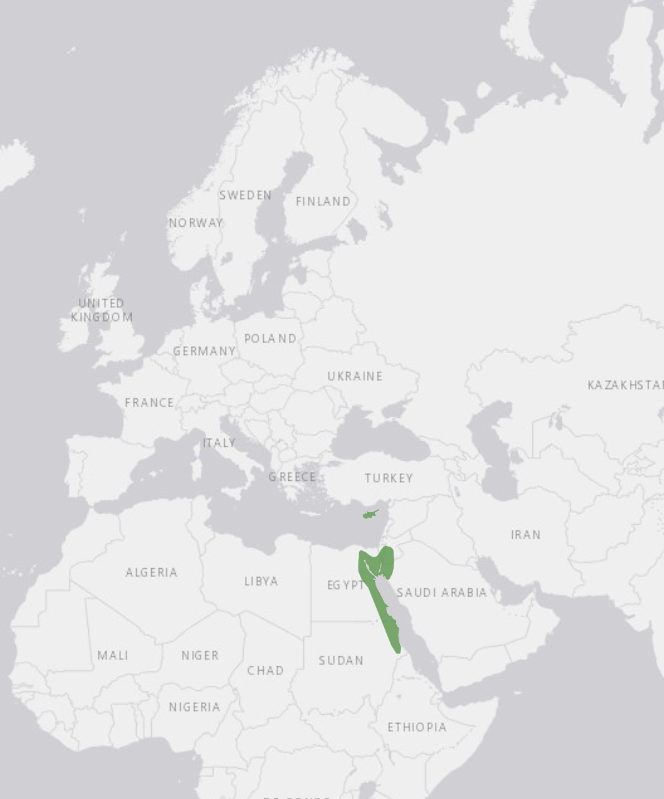 SWEDEN
FINLAND
NORWAY
UNITED
KINGDOM
POLAND
GERMANY
UKRAINE
KAZAKHSTA
FRANCE
ITALY
GREECE
TURKEY
IRAN
ALGERIA
LIBYA
EGYPT
SAUDI ARABIA
MALI
NIGER
SUDAN
CHAD
NIGERIA
ETHIOPIA